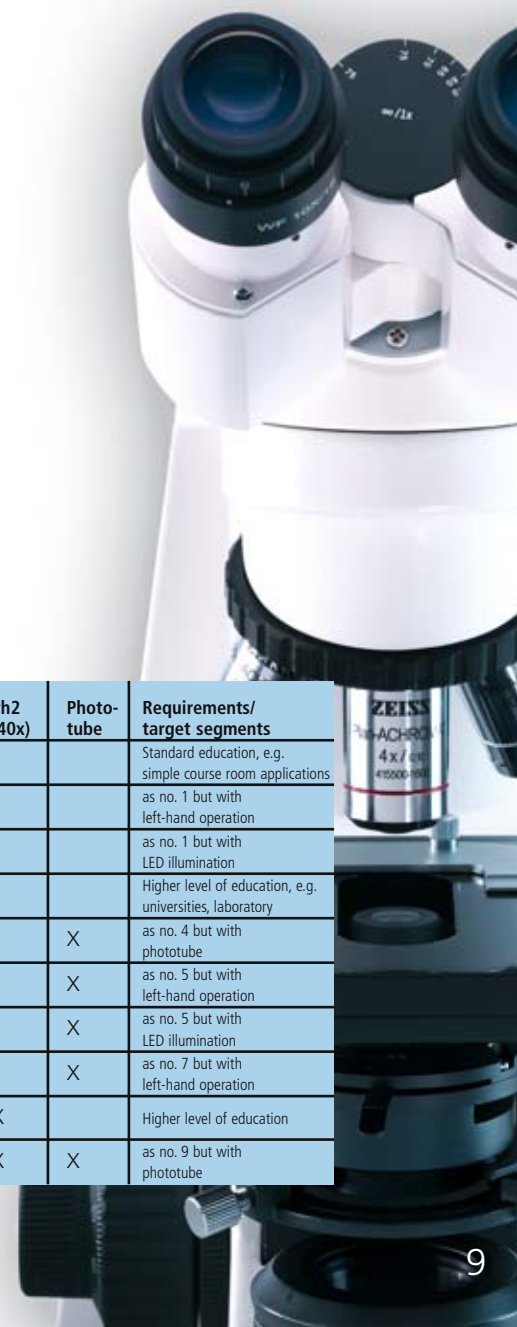 ∞/1x
75
WF 10x
Ph2
40x)
Photo-
tube
Requirements/
target segments
Standard education, e.g.
simple course room applications
as no. 1 but with
left-hand operation
as no. 1 but with
LED illumination
Higher level of education, e.g.
universities, laboratory
X
as no. 4 but with
phototube
X
as no. 5 but with
left-hand operation
X
as no. 5 but with
LED illumination
X
as no. 7 but with
left-hand operation
X
Higher level of education
X
X
as no. 9 but with
phototube
ZEISS
4x/
9